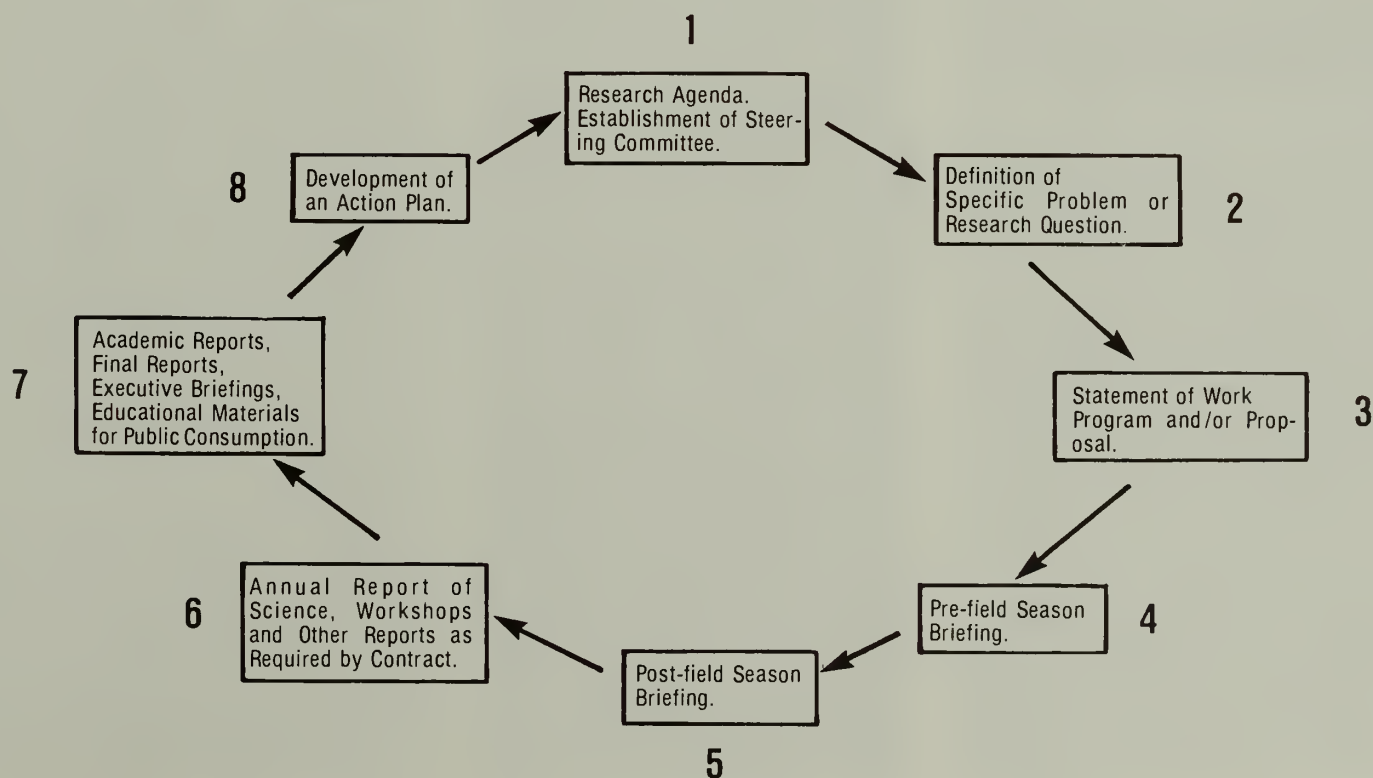 1
Research Agenda.
Establishment of Steer-
ing Committee.
2
Definition of
Specific Problem or
Research Question.
3
Statement of Work
Program and/or Prop-
osal.
4
Pre-field Season
Briefing.
5
Post-field Season
Briefing.
6
Annual Report of
Science, Workshops
and Other Reports as
Required by Contract.
7
Academic Reports,
Final Reports,
Executive Briefings,
Educational Materials
for Public Consumption.
8
Development of
an Action Plan.